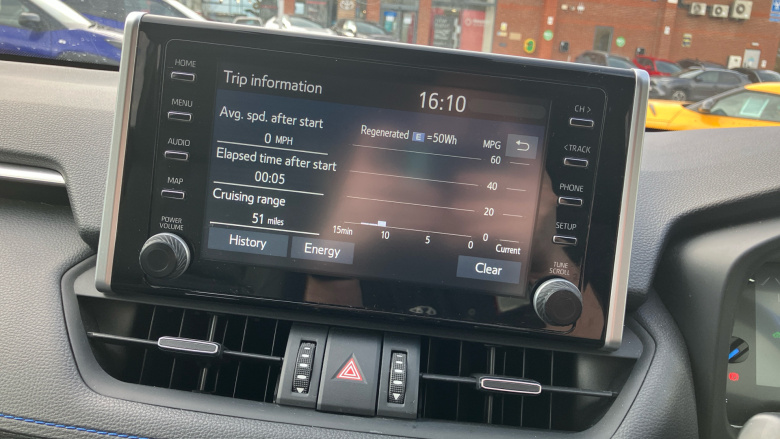 HOME
MENU
AUDIO
MAP
POWER
VOLUME
Trip information
16:10
Avg. spd. after start
0 MPH
Elapsed time after start
00:05
Cruising range
51 miles
History
Energy
Regenerated E =50Wh
MPG
60
40
20
0
15min
10
5
0
Current
Clear
CH >
< TRACK
PHONE
SETUP
TUNE
SCROLL